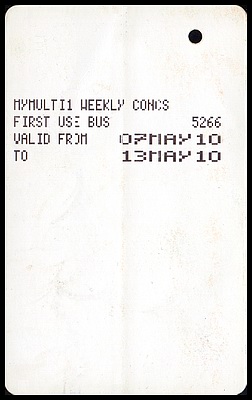 MYMULTI1 WEEKLY CONCS
FIRST USE BUS 5266
VALID FROM 07MAY10
TO 13MAY10